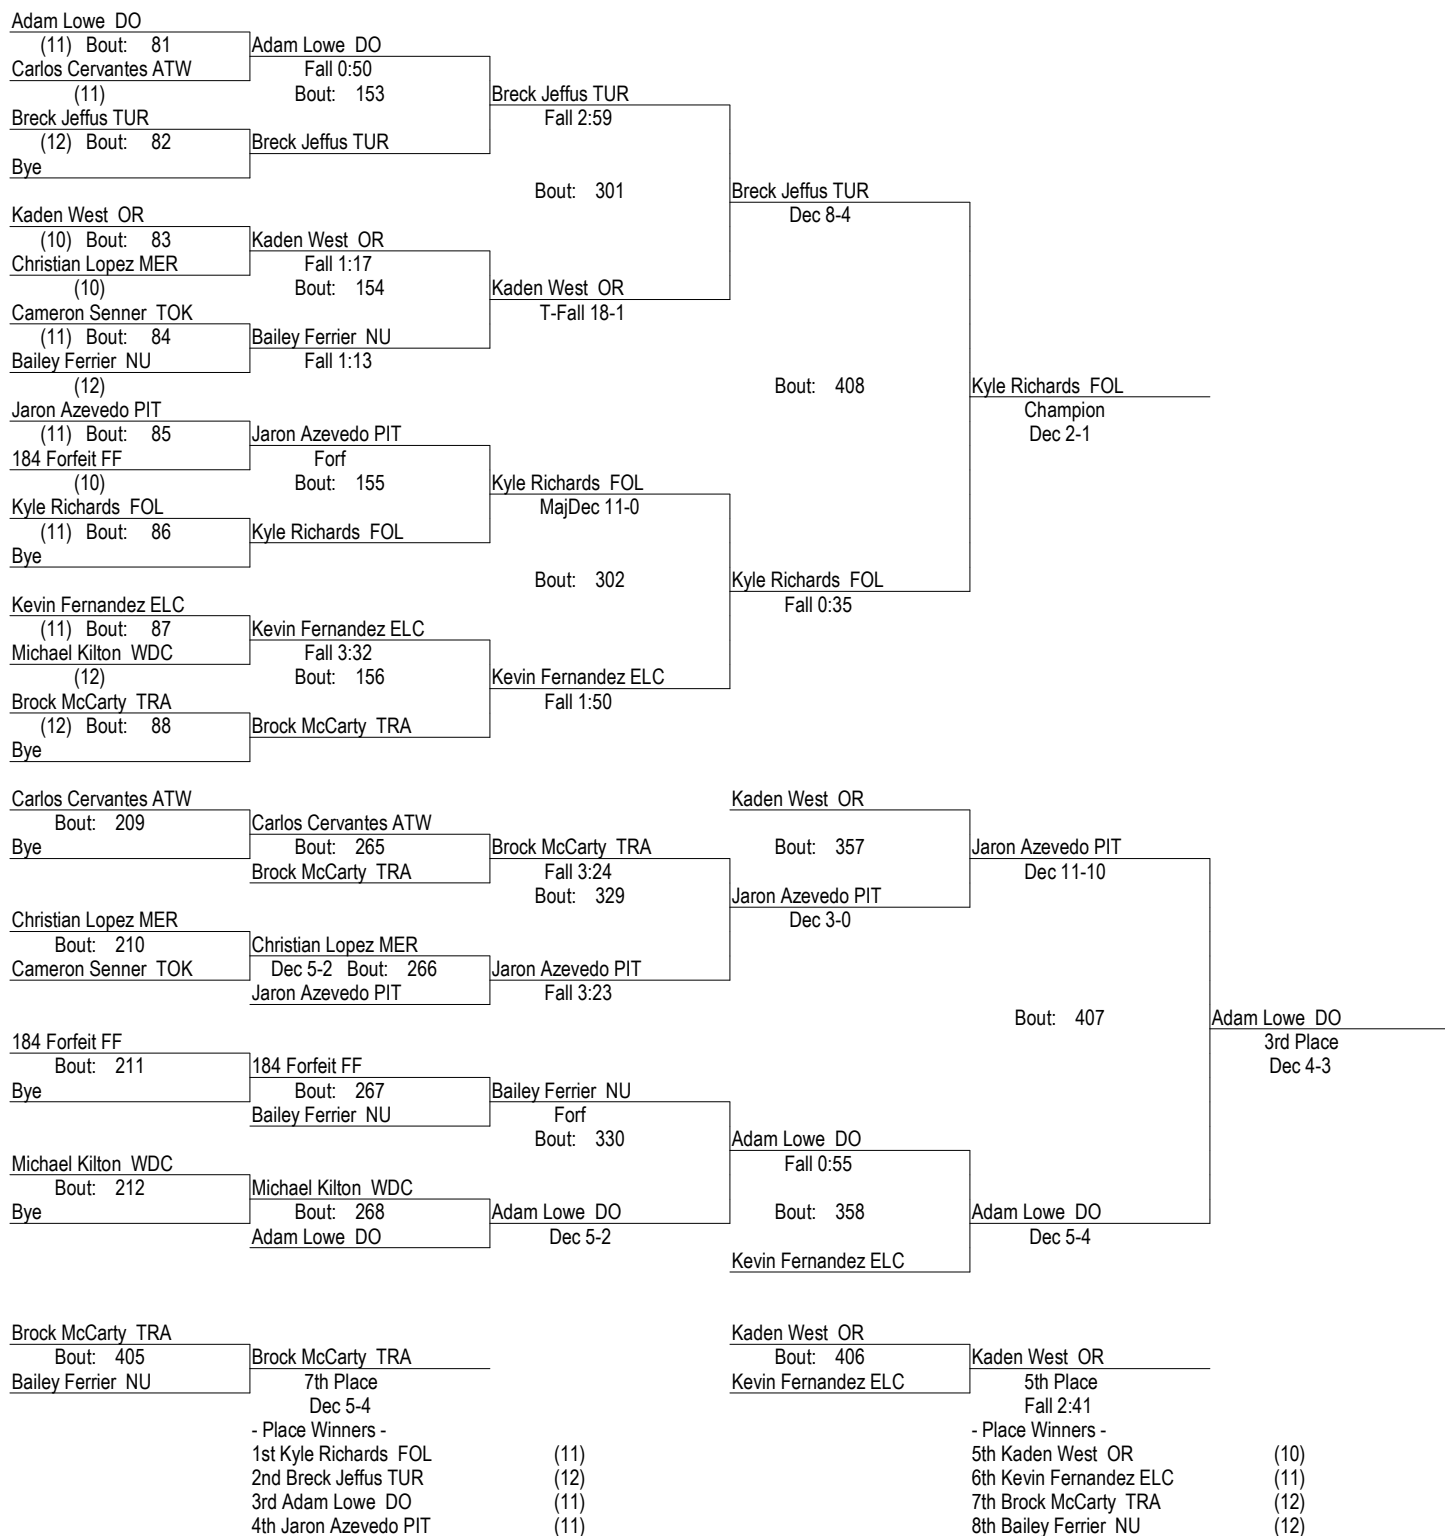 Adam Lowe  DO
(11)  Bout:  81  Adam Lowe  DO
Carlos Cervantes ATW  Fall 0:50
(11)  Bout:  153  Breck Jeffus TUR
Breck Jeffus TUR  Fall 2:59
(12)  Bout:  82  Breck Jeffus TUR
Bye
Bout:  301  Breck Jeffus TUR
Kaden West  OR  Dec 8-4
(10)  Bout:  83  Kaden West  OR
Christian Lopez MER  Fall 1:17
(10)  Bout:  154  Kaden West  OR
Cameron Senner  TOK  T-Fall 18-1
(11)  Bout:  84  Bailey Ferrier  NU
Bailey Ferrier  NU  Fall 1:13
(12)  Bout:  408  Kyle Richards  FOL
Jaron Azevedo PIT  Champion
(11)  Bout:  85  Jaron Azevedo PIT  Dec 2-1
184 Forfeit FF  Forf
(10)  Bout:  155  Kyle Richards  FOL
Kyle Richards  FOL  MajDec 11-0
(11)  Bout:  86  Kyle Richards  FOL
Bye
Bout:  302  Kyle Richards  FOL
Kevin Fernandez ELC  Fall 0:35
(11)  Bout:  87  Kevin Fernandez ELC
Michael Kilton  WDC  Fall 3:32
(12)  Bout:  156  Kevin Fernandez ELC
Brock McCarty  TRA  Fall 1:50
(12)  Bout:  88  Brock McCarty  TRA
Bye
Carlos Cervantes ATW  Kaden West  OR
Bout:  209  Carlos Cervantes ATW
Bye  Bout:  265  Brock McCarty  TRA  Bout:  357  Jaron Azevedo PIT
Brock McCarty  TRA  Fall 3:24  Dec 11-10
Bout:  329  Jaron Azevedo PIT
Christian Lopez MER  Dec 3-0
Bout:  210  Christian Lopez MER
Cameron Senner  TOK  Dec 5-2  Bout:  266  Jaron Azevedo PIT
Jaron Azevedo PIT  Fall 3:23
Bout:  407  Adam Lowe  DO
184 Forfeit FF  3rd Place
Bout:  211  184 Forfeit FF  Dec 4-3
Bye  Bout:  267  Bailey Ferrier  NU
Bailey Ferrier  NU  Forf
Bout:  330  Adam Lowe  DO
Michael Kilton  WDC  Fall 0:55
Bout:  212  Michael Kilton  WDC
Bye  Bout:  268  Adam Lowe  DO  Bout:  358  Adam Lowe  DO
Adam Lowe  DO  Dec 5-2  Dec 5-4
Kevin Fernandez ELC
Brock McCarty  TRA  Kaden West  OR
Bout:  405  Brock McCarty  TRA  Bout:  406  Kaden West  OR
Bailey Ferrier  NU  7th Place  Kevin Fernandez ELC  5th Place
Dec 5-4  Fall 2:41
- Place Winners -  - Place Winners -
1st Kyle Richards  FOL  (11)  5th Kaden West  OR  (10)
2nd Breck Jeffus TUR  (12)  6th Kevin Fernandez ELC  (11)
3rd Adam Lowe  DO  (11)  7th Brock McCarty  TRA  (12)
4th Jaron Azevedo PIT  (11)  8th Bailey Ferrier  NU  (12)